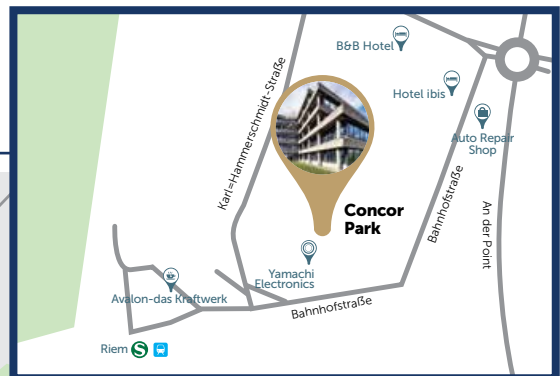 B&B Hotel
Karl=Hammerschmidt-Straße
Hotel ibis
Auto Repair
Shop
Concor
Park
Bahnhofstraße
An der Point
Yamachi
Electronics
Avalon-das Kraftwerk
Bahnhofstraße
Riem S